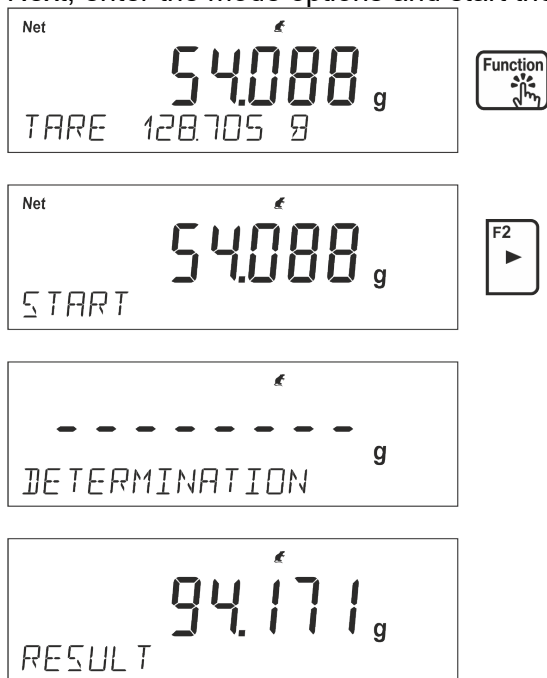 Next, enter the mode options and start the
Net
54.088 g
TARE 128.705 g
Function
Net
54.088 g
START
F2
- - - - - - - - g
DETERMINATION
94.171 g
RESULT